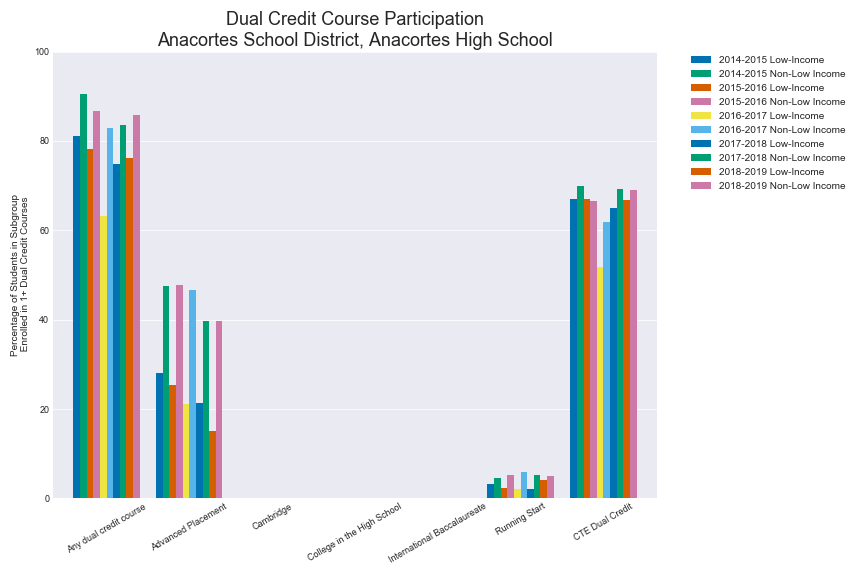 Dual Credit Course Participation
Anacortes School District, Anacortes High School
Percentage of Students in Subgroup
Enrolled in 1+ Dual Credit Courses
100
80
60
40
20
0
Any dual credit course
Advanced Placement
Cambridge
College in the High School
International Baccalaureate
Running Start
CTE Dual Credit
2014-2015 Low-Income
2014-2015 Non-Low Income
2015-2016 Low-Income
2015-2016 Non-Low Income
2016-2017 Low-Income
2016-2017 Non-Low Income
2017-2018 Low-Income
2017-2018 Non-Low Income
2018-2019 Low-Income
2018-2019 Non-Low Income